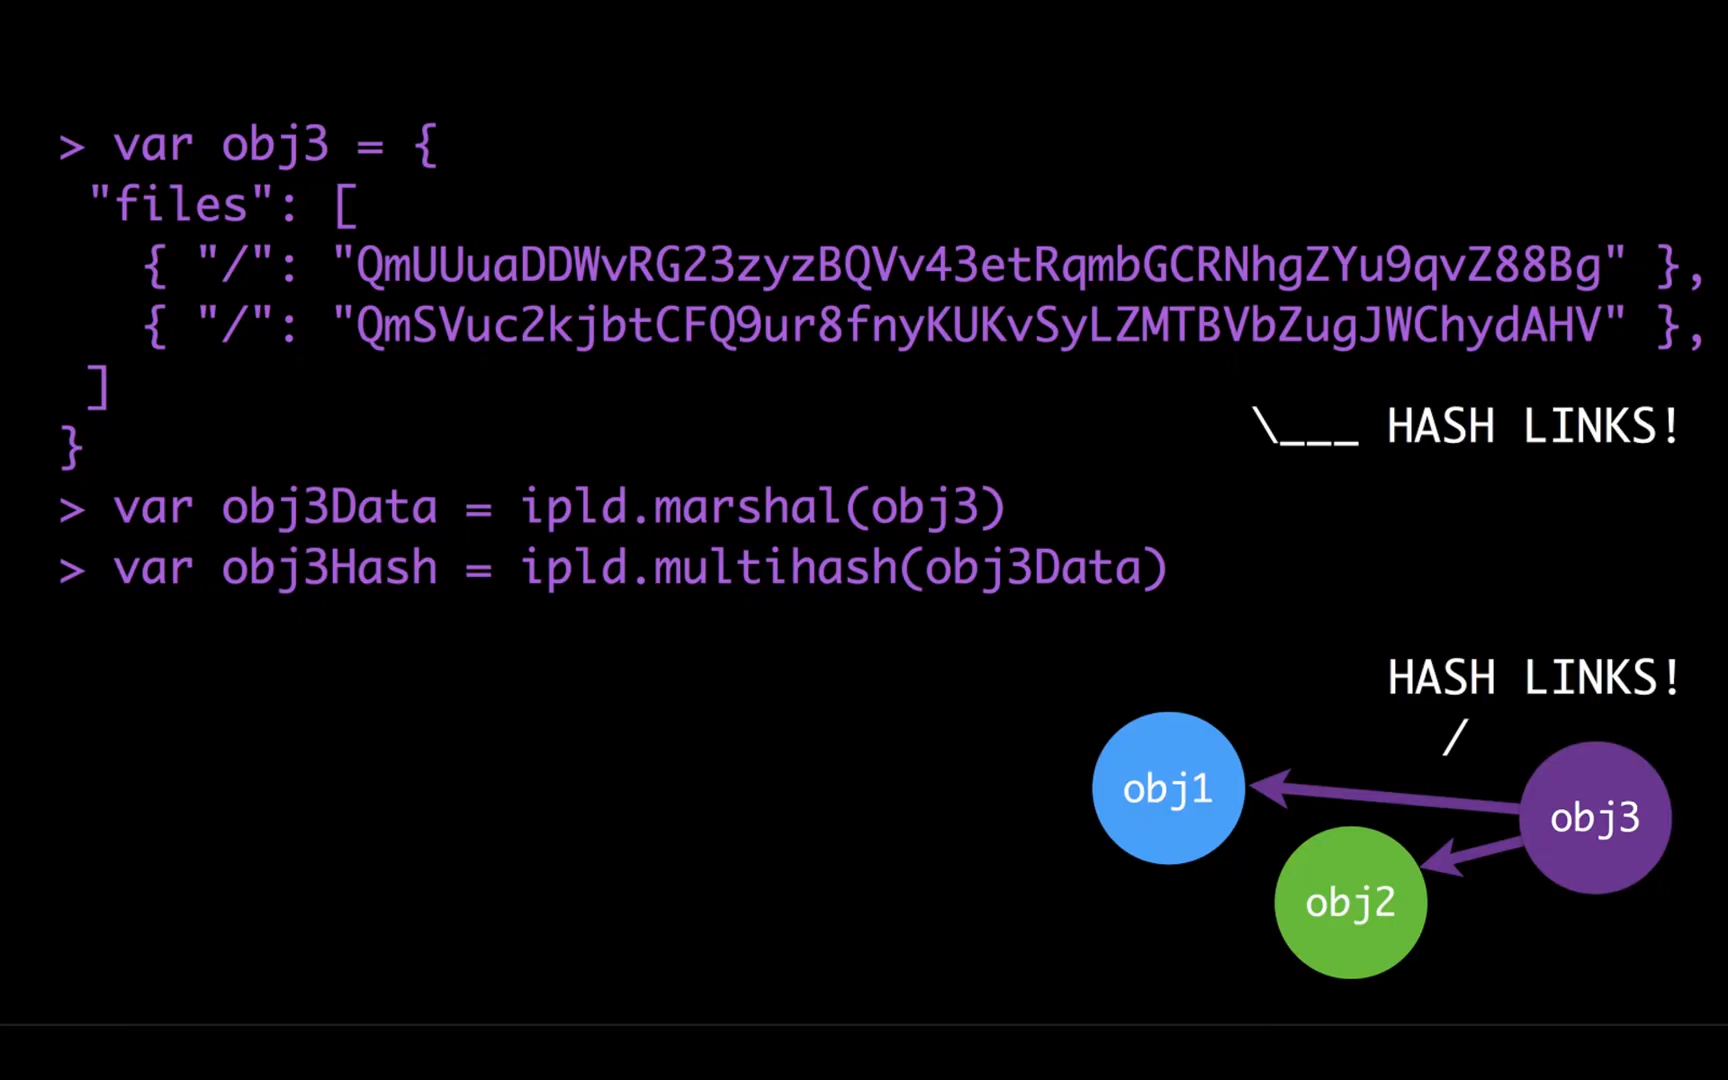 > var obj3 = {
"files": [
{ "/": "QmUUuaDDWvRG23zyzBQVv43etRqmbGCRNhgZYu9qvZ88Bg" },
{ "/": "QmSVuc2kjbtCFQ9ur8fnyKUKvSyLZMTBVbZugJWChydAHV" },
]
\___ HASH LINKS!
}
> var obj3Data = ipld.marshal(obj3)
> var obj3Hash = ipld.multihash(obj3Data)
HASH LINKS!
/
obj1
obj3
obj2